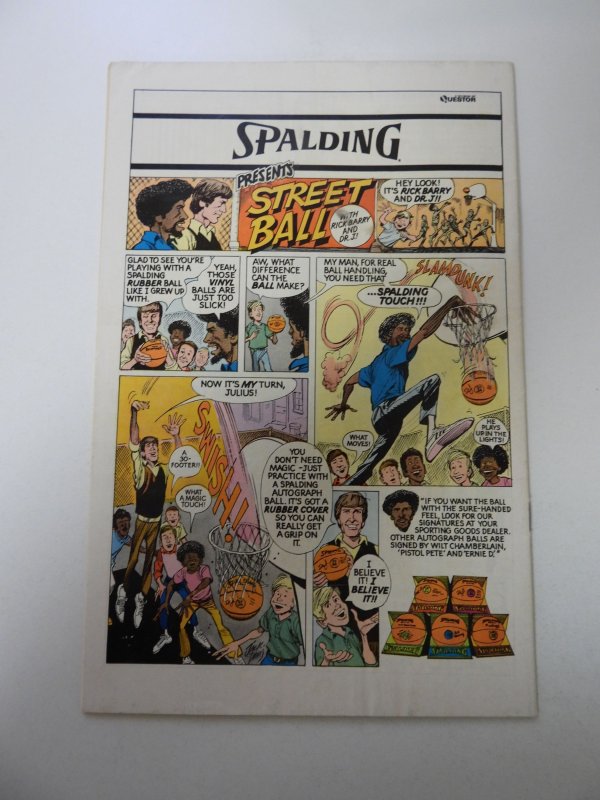 QUESTOR
SPALDING
PRESENTS
STREET
BALL
WITH
RICK BARRY
AND
DR. J!
HEY LOOK!
IT'S RICK BARRY
AND DR. J!!
GLAD TO SEE YOU'RE
PLAYING WITH A
SPALDING
RUBBER BALL
LIKE I GREW UP
WITH.
YEAH,
THOSE
VINYL
BALLS ARE
JUST TOO
SLICK!
AW, WHAT
DIFFERENCE
CAN THE
BALL MAKE?
MY MAN, FOR REAL
BALL HANDLING,
YOU NEED THAT
...SPALDING
TOUCH!!!
SLAMDUNK!
WHAT
MOVES!
HE
PLAYS
UP IN THE
LIGHTS!
NOW IT'S MY TURN,
JULIUS!
A
30-
FOOTER!!
WHAT
A MAGIC
TOUCH!
SWISH!
YOU
DON'T NEED
MAGIC -JUST
PRACTICE WITH
A SPALDING
AUTOGRAPH
BALL. IT'S GOT A
RUBBER COVER
SO YOU CAN
REALLY GET
A GRIP ON
IT.
I
BELIEVE
IT! I
BELIEVE
IT!!
"IF YOU WANT THE BALL
WITH THE SURE-HANDED
FEEL, LOOK FOR OUR
SIGNATURES AT YOUR
SPORTING GOODS DEALER.
OTHER AUTOGRAPH BALLS ARE
SIGNED BY WILT CHAMBERLAIN,
'PISTOL PETE' AND 'ERNIE D.'"